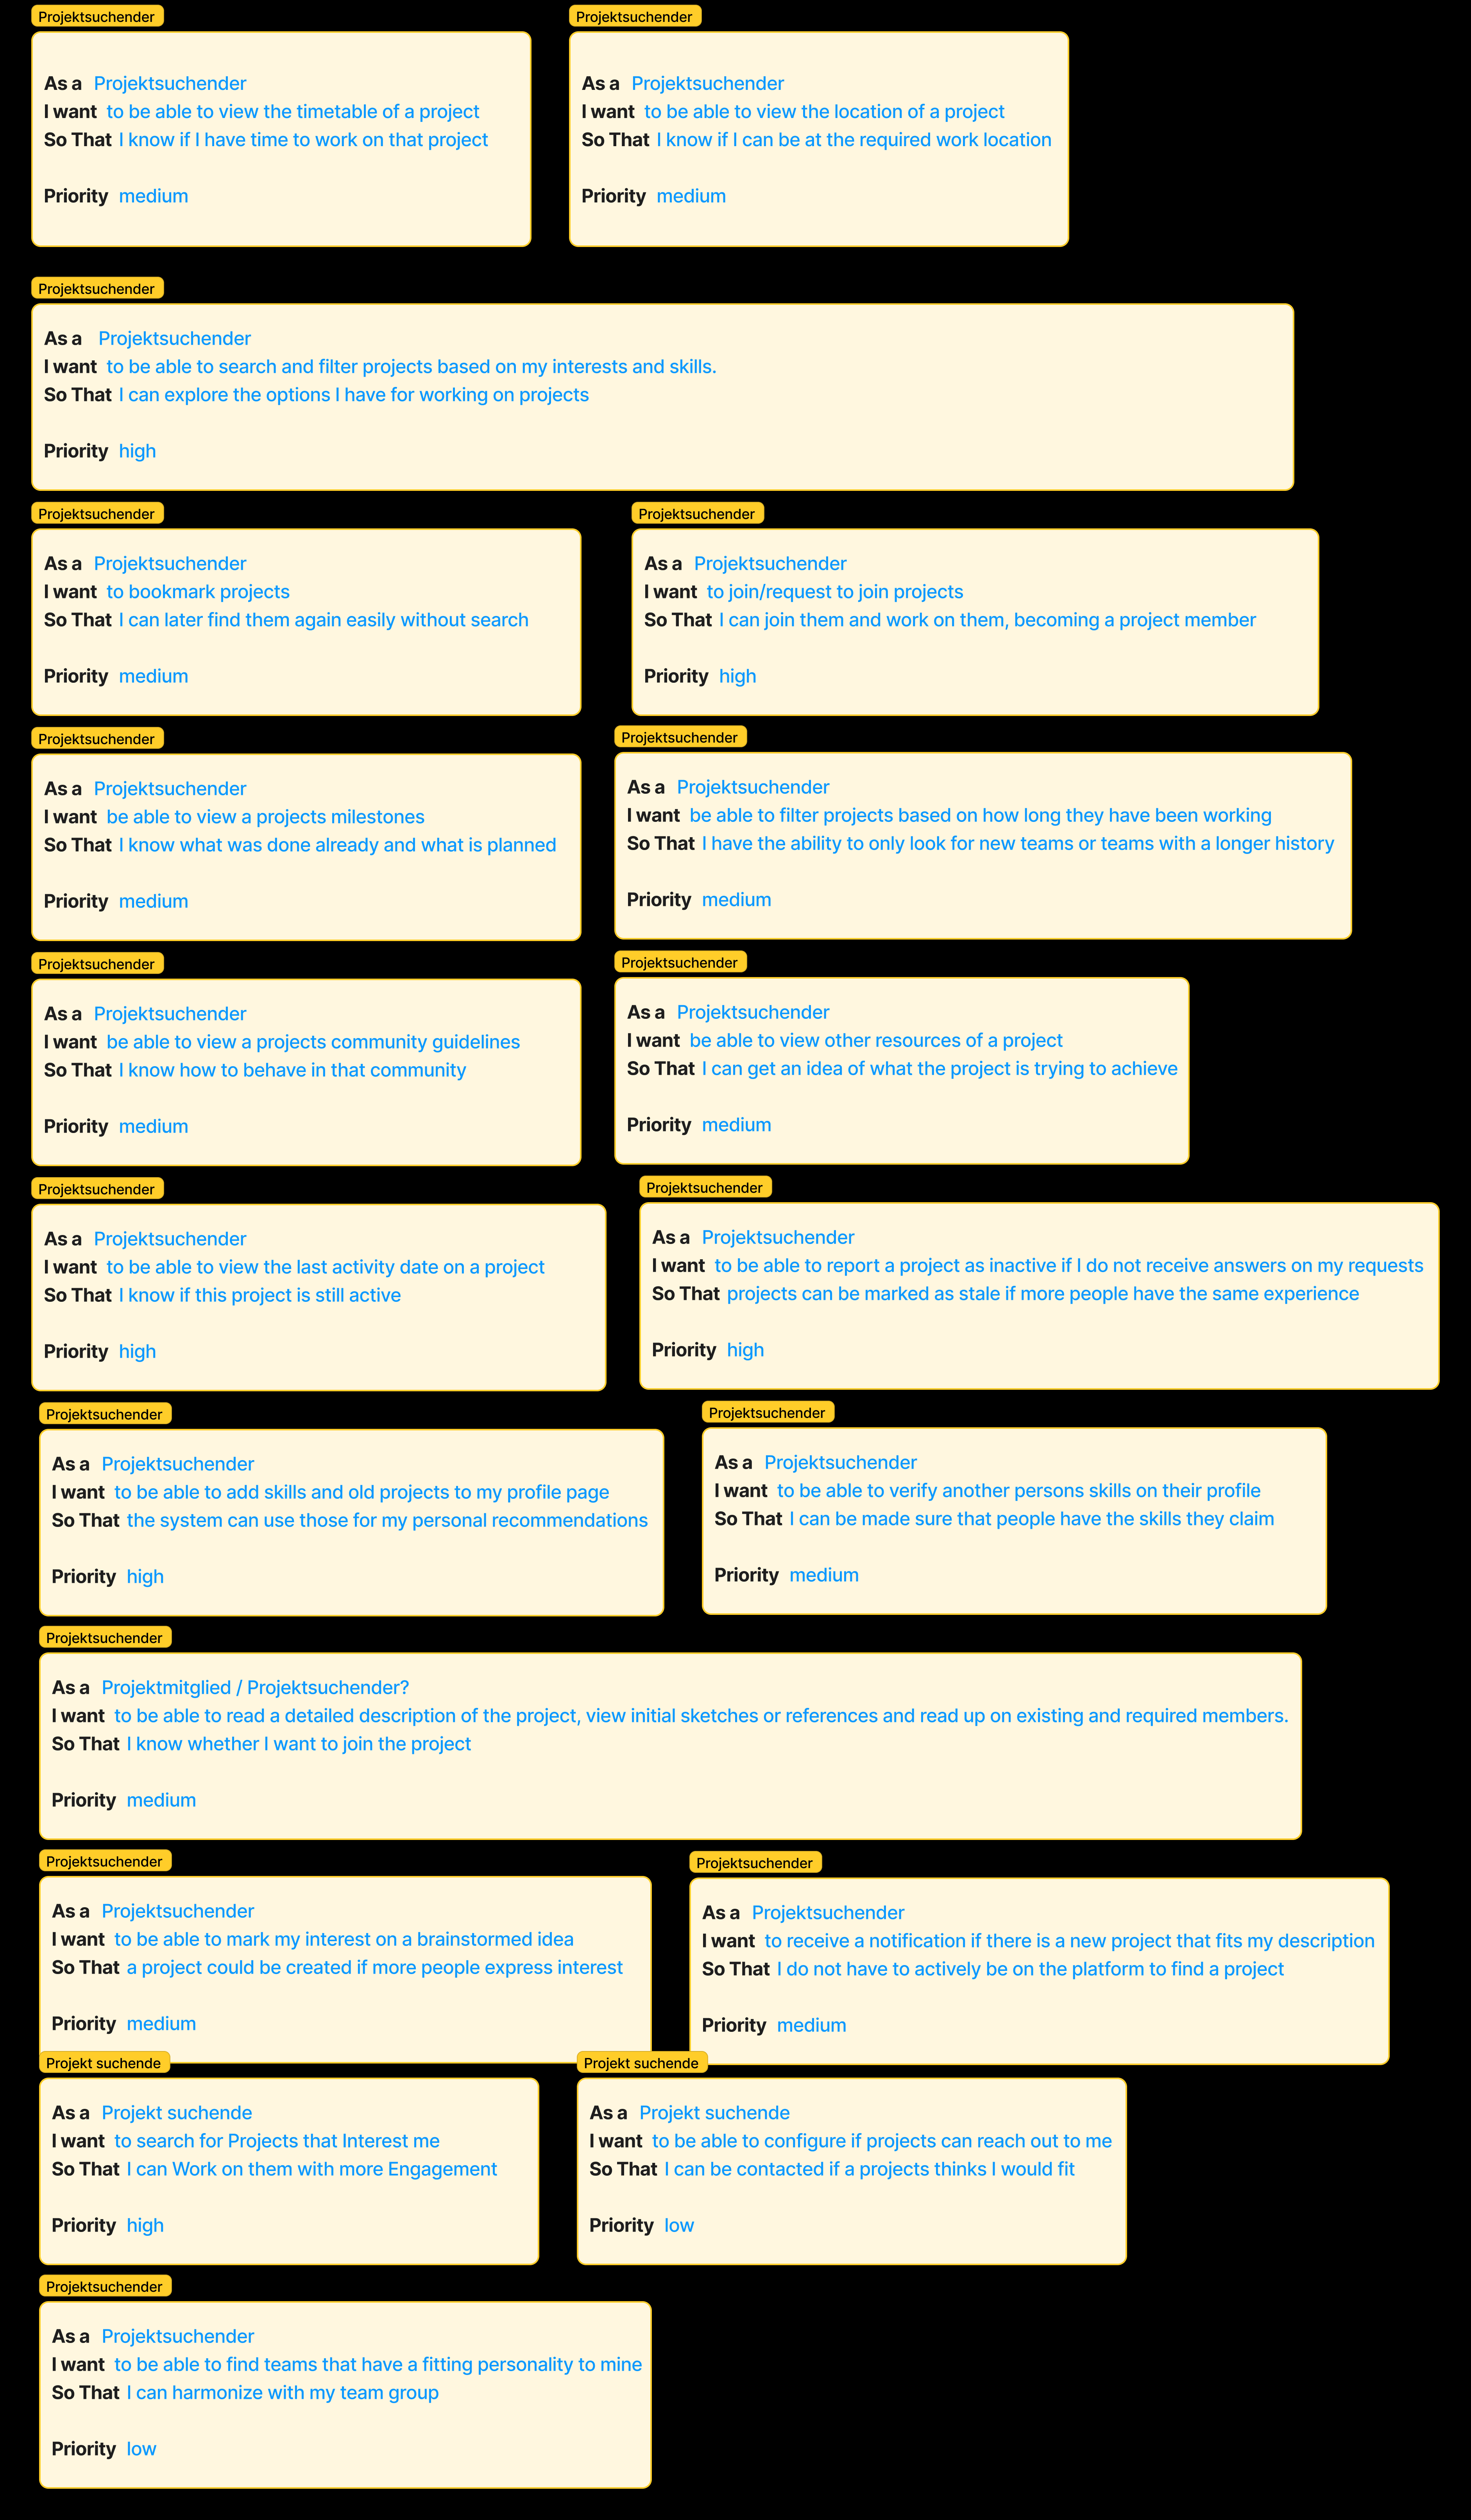 Projektsuchender
As a Projektsuchender
I want to be able to view the timetable of a project
So That I know if I have time to work on that project
Priority medium
Projektsuchender
As a Projektsuchender
I want to be able to view the location of a project
So That I know if I can be at the required work location
Priority medium
Projektsuchender
As a Projektsuchender
I want to be able to search and filter projects based on my interests and skills.
So That I can explore the options I have for working on projects
Priority high
Projektsuchender
As a Projektsuchender
I want to bookmark projects
So That I can later find them again easily without search
Priority medium
Projektsuchender
As a Projektsuchender
I want to join/request to join projects
So That I can join them and work on them, becoming a project member
Priority high
Projektsuchender
As a Projektsuchender
I want be able to view a projects milestones
So That I know what was done already and what is planned
Priority medium
Projektsuchender
As a Projektsuchender
I want be able to filter projects based on how long they have been working
So That I have the ability to only look for new teams or teams with a longer history
Priority medium
Projektsuchender
As a Projektsuchender
I want be able to view a projects community guidelines
So That I know how to behave in that community
Priority medium
Projektsuchender
As a Projektsuchender
I want be able to view other resources of a project
So That I can get an idea of what the project is trying to achieve
Priority medium
Projektsuchender
As a Projektsuchender
I want to be able to view the last activity date on a project
So That I know if this project is still active
Priority high
Projektsuchender
As a Projektsuchender
I want to be able to report a project as inactive if I do not receive answers on my requests
So That projects can be marked as stale if more people have the same experience
Priority high
Projektsuchender
As a Projektsuchender
I want to be able to add skills and old projects to my profile page
So That the system can use those for my personal recommendations
Priority high
Projektsuchender
As a Projektsuchender
I want to be able to verify another persons skills on their profile
So That I can be made sure that people have the skills they claim
Priority medium
Projektsuchender
As a Projektmitglied / Projektsuchender?
I want to be able to read a detailed description of the project, view initial sketches or references and read up on existing and required members.
So That I know whether I want to join the project
Priority medium
Projektsuchender
As a Projektsuchender
I want to be able to mark my interest on a brainstormed idea
So That a project could be created if more people express interest
Priority medium
Projektsuchender
As a Projektsuchender
I want to receive a notification if there is a new project that fits my description
So That I do not have to actively be on the platform to find a project
Priority medium
Projekt suchende
As a Projekt suchende
I want to search for Projects that Interest me
So That I can Work on them with more Engagement
Priority high
Projekt suchende
As a Projekt suchende
I want to be able to configure if projects can reach out to me
So That I can be contacted if a projects thinks I would fit
Priority low
Projektsuchender
As a Projektsuchender
I want to be able to find teams that have a fitting personality to mine
So That I can harmonize with my team group
Priority low